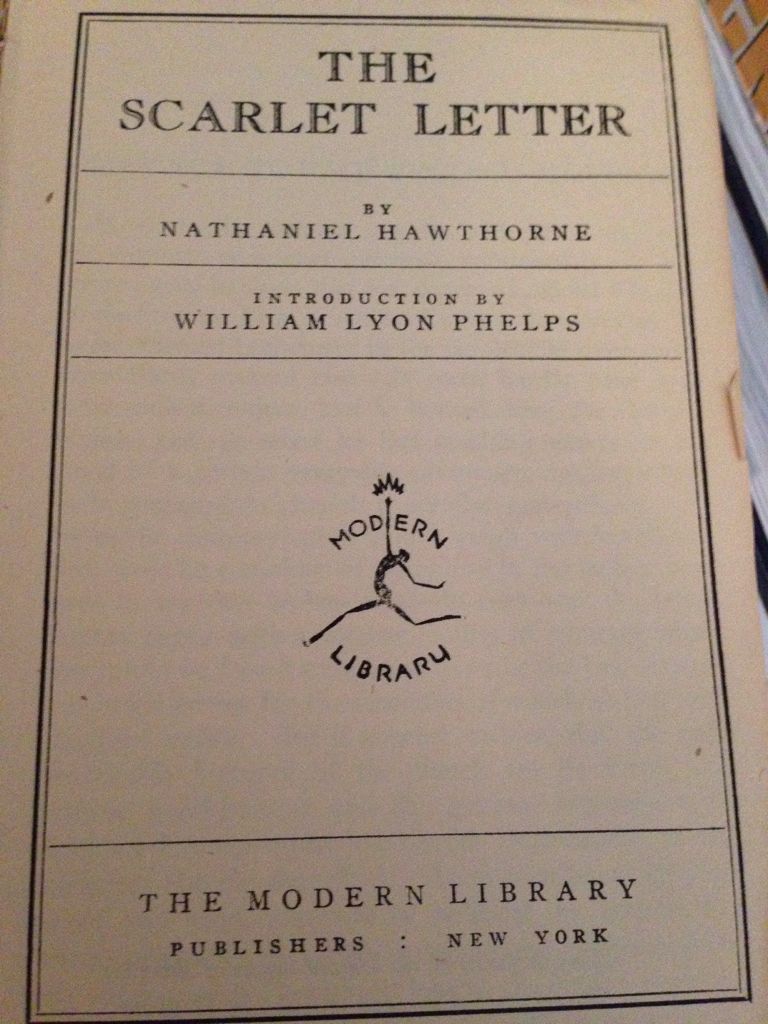 THE
SCARLET LETTER
BY
NATHANIEL HAWTHORNE
INTRODUCTION BY
WILLIAM LYON PHELPS
MODERN
LIBRARY
THE MODERN LIBRARY
PUBLISHERS : NEW YORK